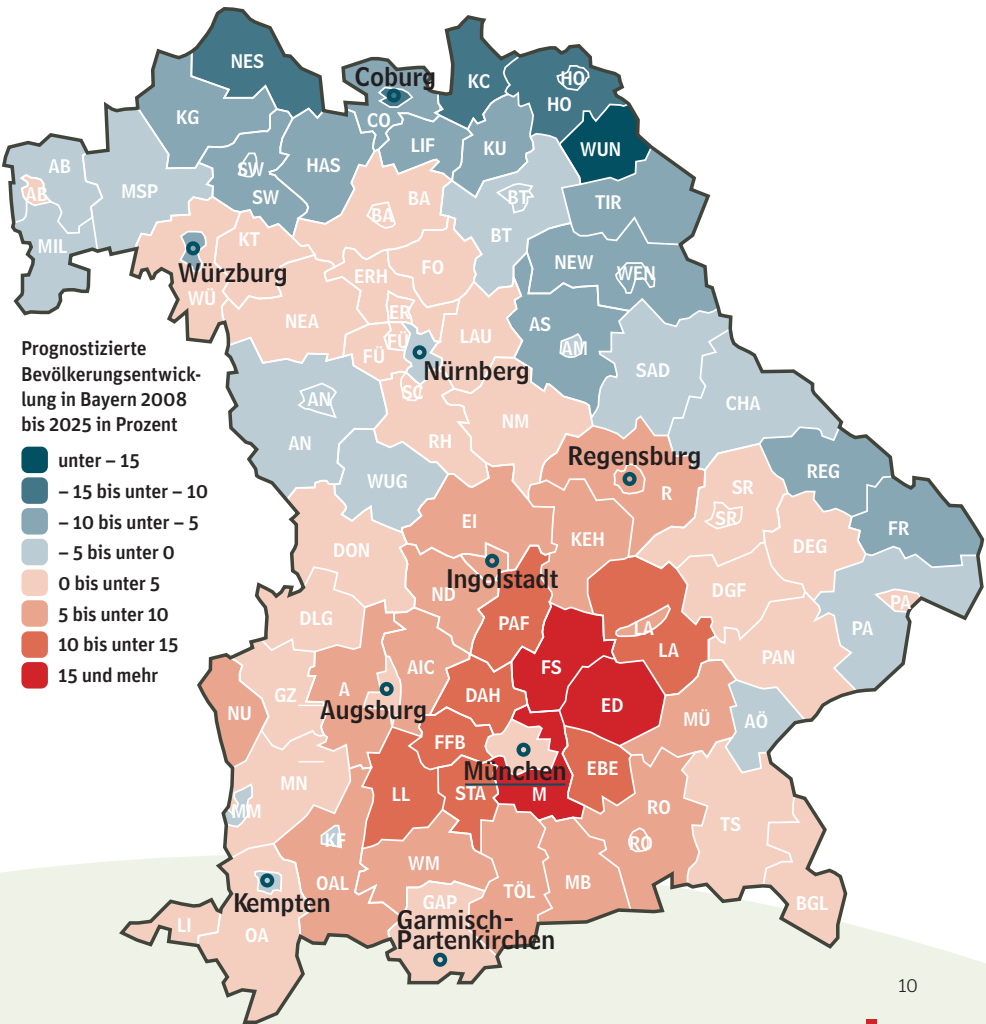 NES
Coburg
KC
HO
HO
KG
CO
WUN
LIF
KU
SW
HAS
AB
SW
MSP
AB
BA
BT
TIR
BA
MIL
KT
BT
NEW
WEN
Würzburg
FO
ERH
WÜ
NEA
ER
AS
FÜ
LAU
AM
FÜ
Nürnberg
SAD
AN
SC
CHA
AN
RH
NM
WUG
Regensburg
REG
R
SR
SR
EI
KEH
FR
DON
DEG
Ingolstadt
ND
DGF
PA
DLG
PAF
LA
PA
LA
PAN
AIC
FS
GZ
A
DAH
ED
NU
Augsburg
MÜ
AÖ
FFB
München
EBE
MN
LL
STA
M
RO
MM
TS
KF
RO
WM
OAL
TÖL
MB
Kempten
GAP
BGL
LI
OA
Garmisch-
Partenkirchen
Prognostizierte
Bevölkerungsentwick-
lung in Bayern 2008
bis 2025 in Prozent
unter – 15
– 15 bis unter – 10
– 10 bis unter – 5
– 5 bis unter 0
0 bis unter 5
5 bis unter 10
10 bis unter 15
15 und mehr
10